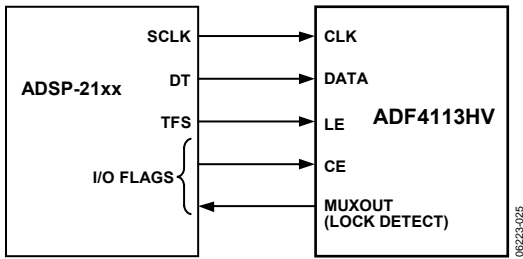 ADSP-21xx
SCLK
DT
TFS
I/O FLAGS
CLK
DATA
LE
CE
MUXOUT
(LOCK DETECT)
ADF4113HV
06223-025